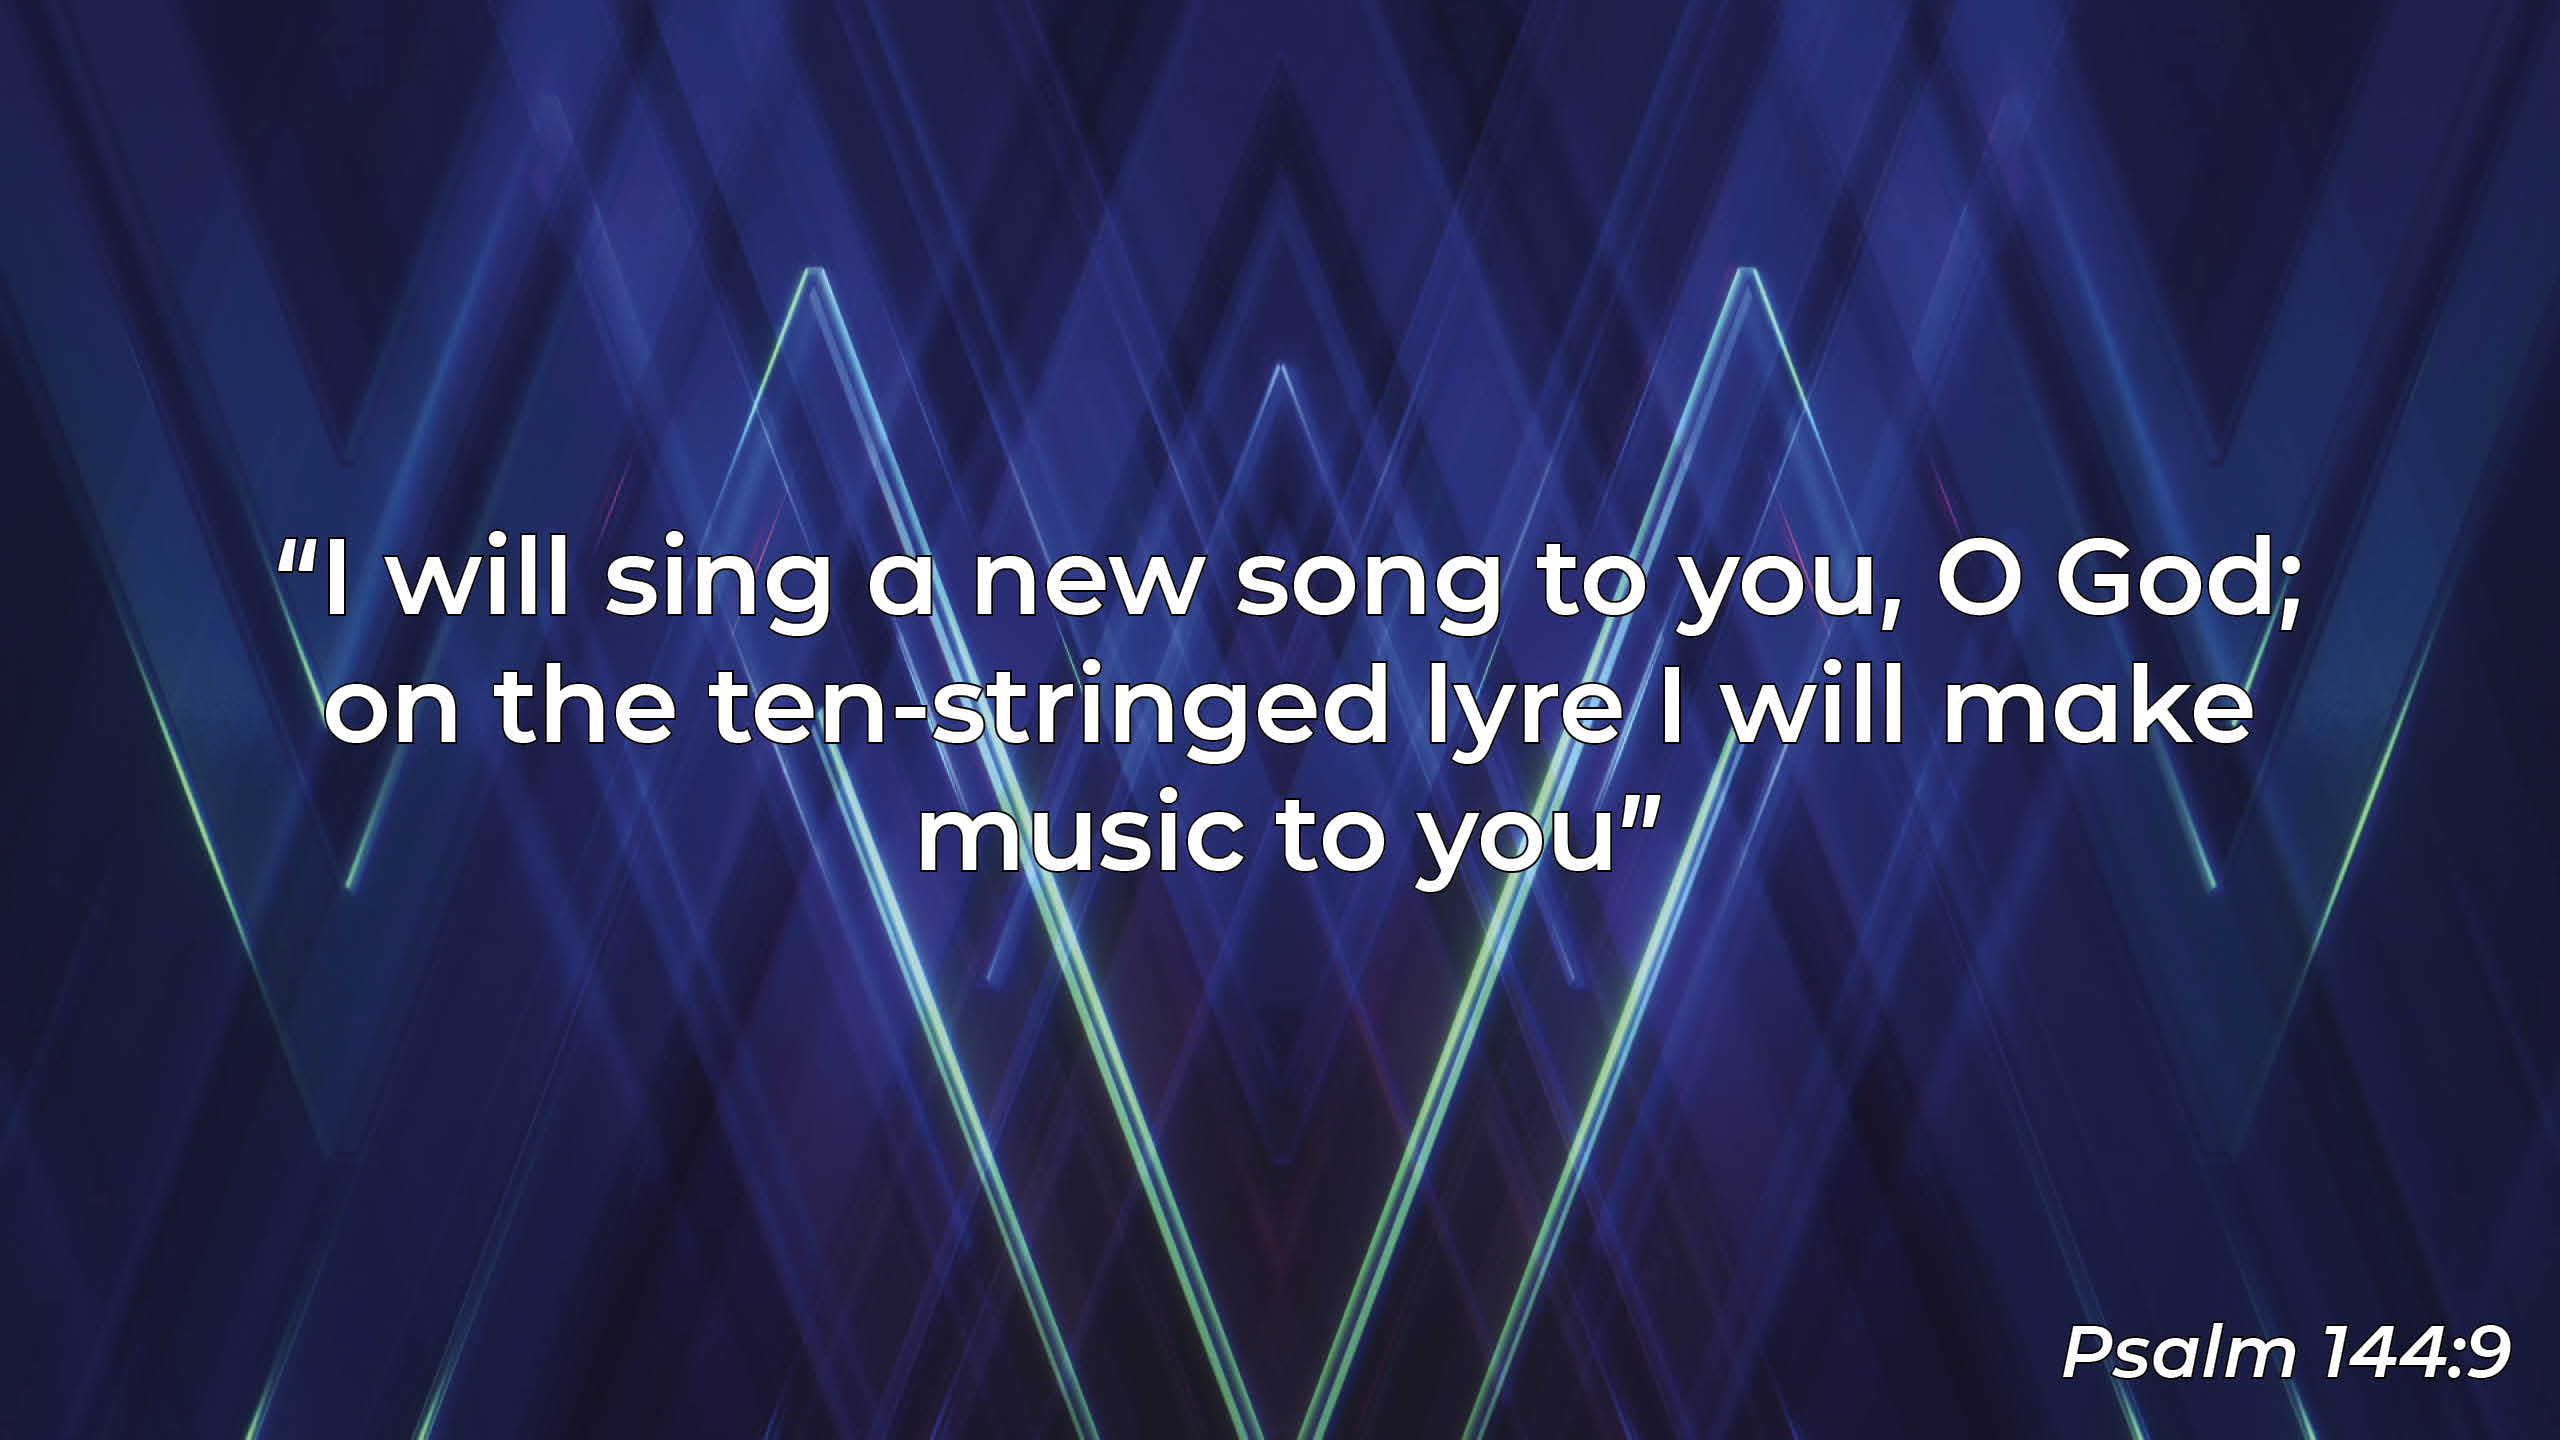 “I will sing a new song to you, O God;
on the ten-stringed lyre I will make
music to you”
Psalm 144:9